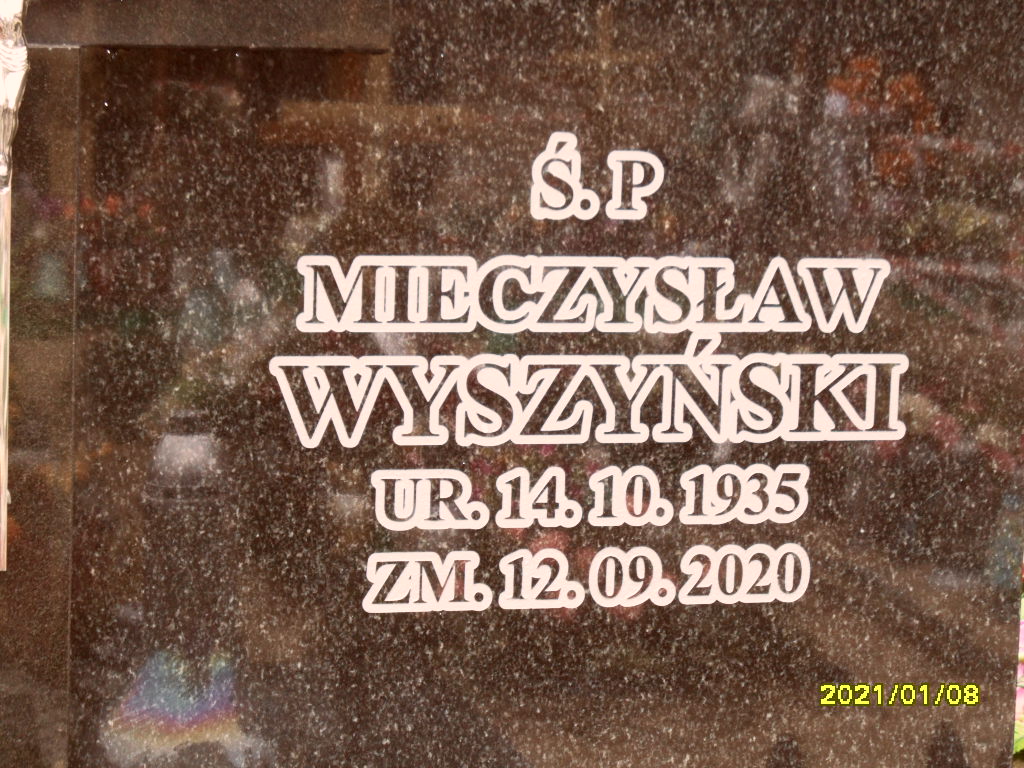 Ś. P
MIECZYSŁAW
WYSZYŃSKI
UR. 14. 10. 1935
ZM. 12. 09. 2020
2021/01/08